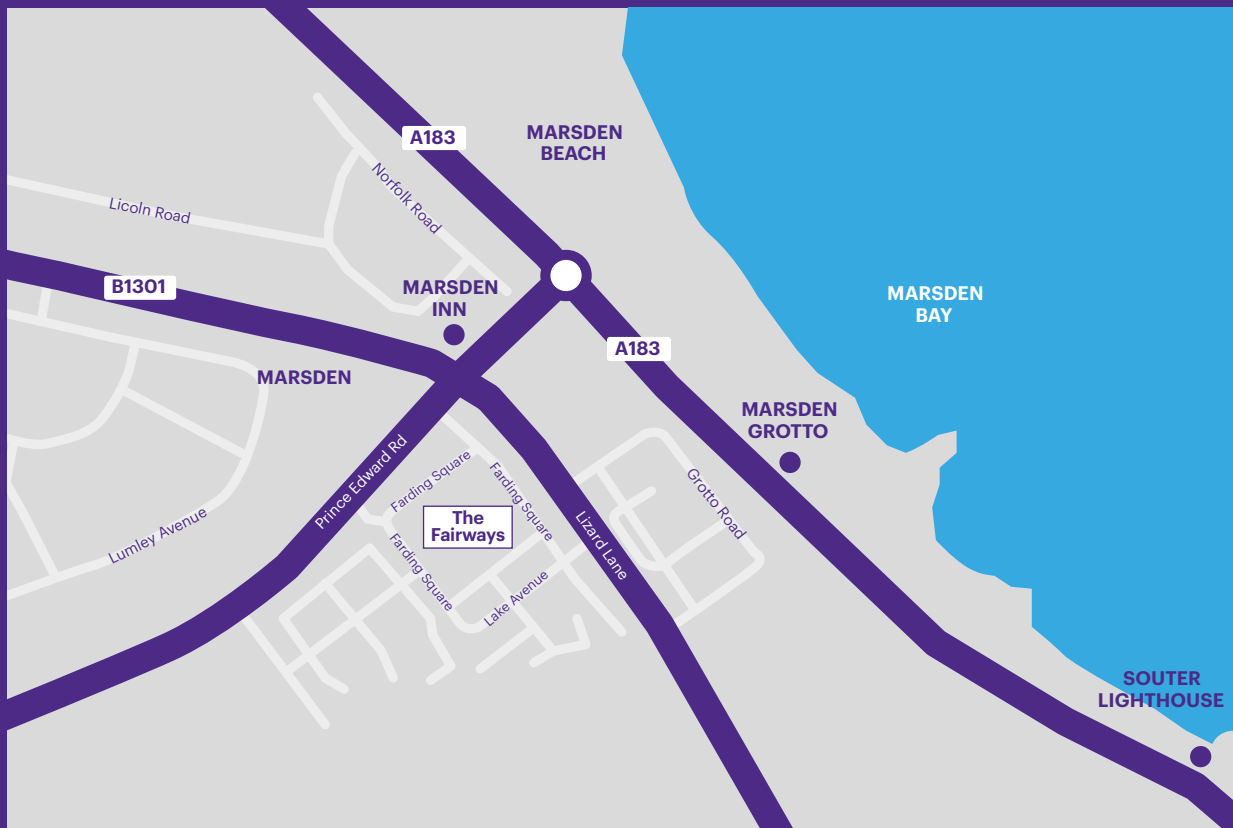 A183
MARSDEN
BEACH
Norfolk Road
Licoln Road
B1301
MARSDEN
INN
MARSDEN
BAY
A183
MARSDEN
MARSDEN
GROTTO
Prince Edward Rd
Farding Square
Farding Square
Grotto Road
The
Fairways
Lizard Lane
Lumley Avenue
Farding Square
Lake Avenue
SOUTER
LIGHTHOUSE